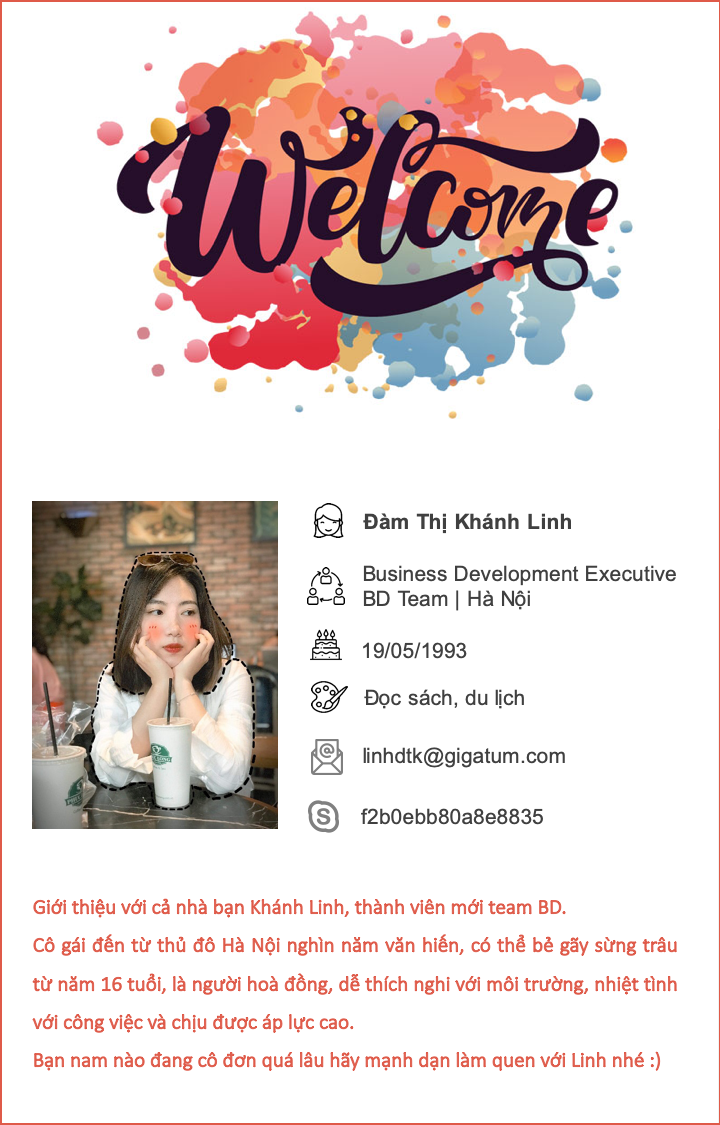 Welcome
Đàm Thị Khánh Linh
Business Development Executive
BD Team | Hà Nội
19/05/1993
Đọc sách, du lịch
linhdtk@gigatum.com
S
f2b0ebb80a8e8835
Giới thiệu với cả nhà bạn Khánh Linh, thành viên mới team BD.
Cô gái đến từ thủ đô Hà Nội nghìn năm văn hiến, có thể bẻ gãy sừng trâu
từ năm 16 tuổi, là người hoà đồng, dễ thích nghi với môi trường, nhiệt tình
với công việc và chịu được áp lực cao.
Bạn nam nào đang cô đơn quá lâu hãy mạnh dạn làm quen với Linh nhé :)